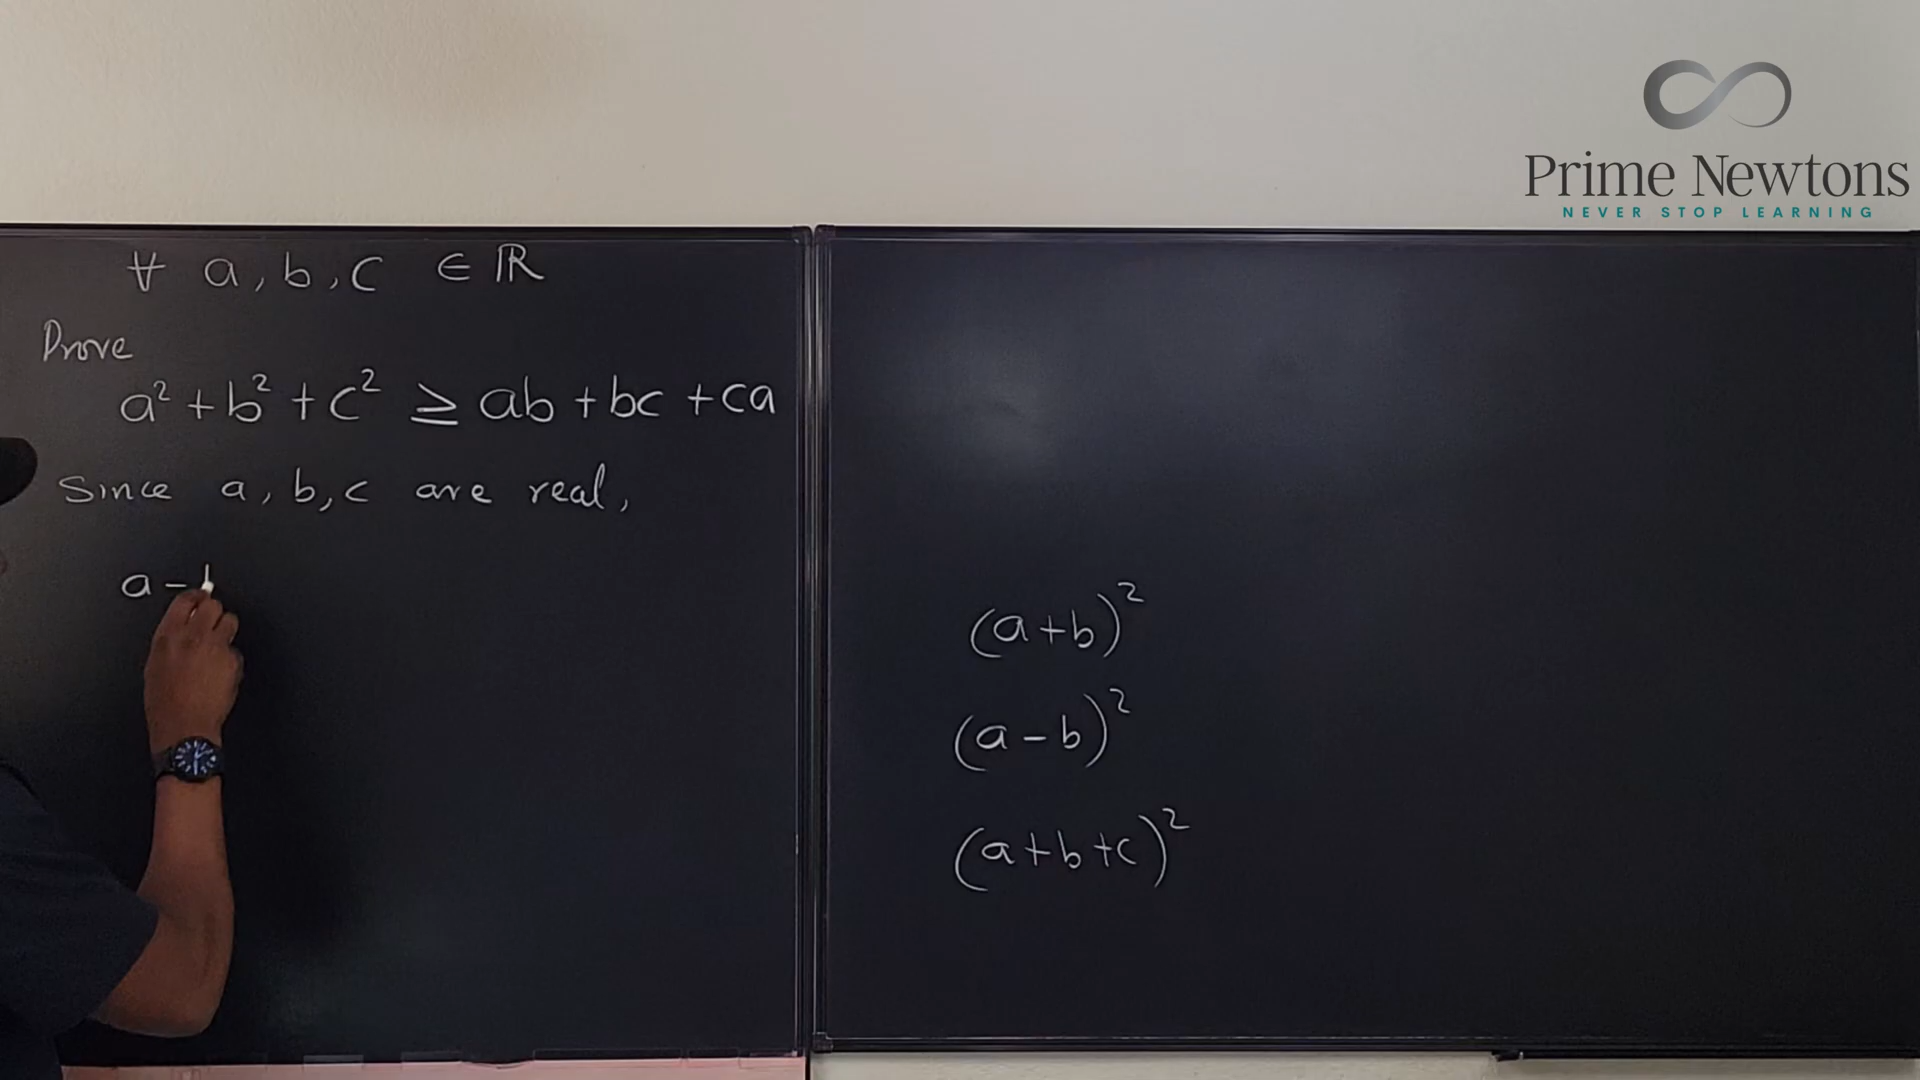 Prime Newtons
NEVER STOP LEARNING
∀ a, b, c ∈ ℝ
Prove
a² + b² + c² ≥ ab + bc + ca
Since a, b, c are real,
a -
(a+b)²
(a-b)²
(a+b+c)²